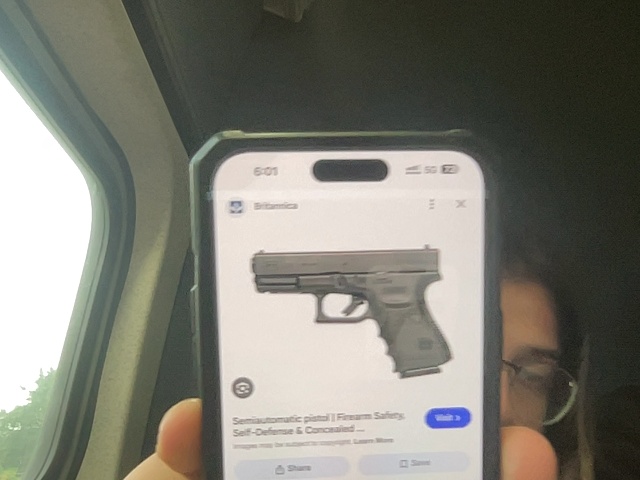 6:01
5G 72
Britannica
Semiautomatic pistol | Firearm Safety,
Self-Defense & Concealed ...
Visit >
Images may be subject to copyright. Learn More
Share
Save